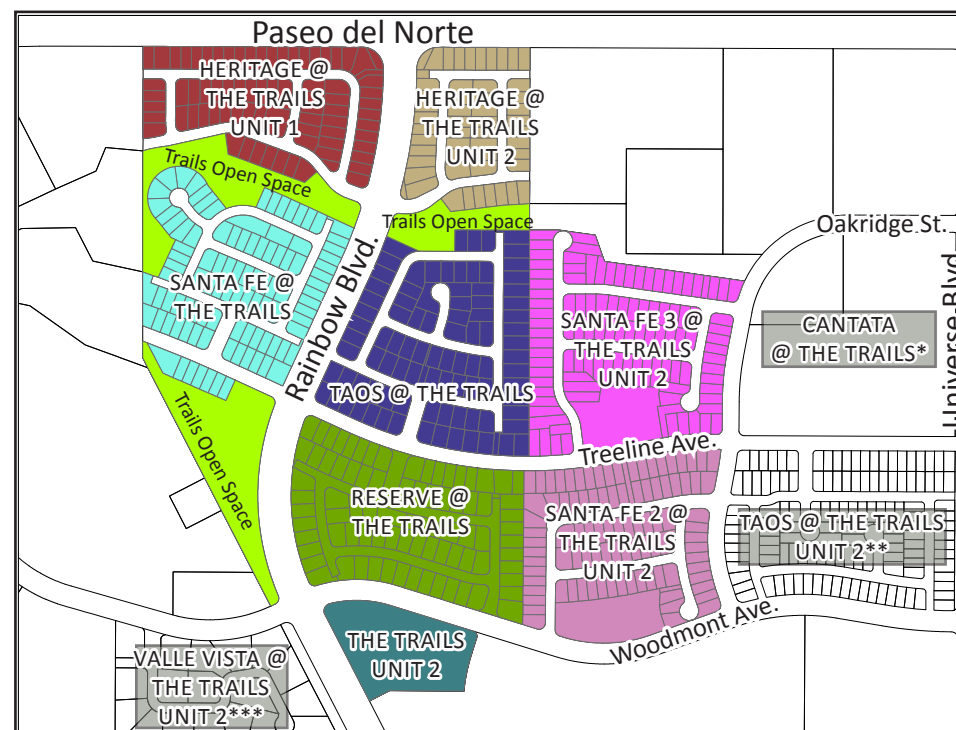 Paseo del Norte
HERITAGE @
THE TRAILS
UNIT 1
HERITAGE @
THE TRAILS
UNIT 2
Trails Open Space
Trails Open Space
Oakridge St.
Rainbow Blvd.
Universe Blvd.
SANTA FE @
THE TRAILS
SANTA FE 3 @
THE TRAILS
UNIT 2
CANTATA
@ THE TRAILS*
TAOS @ THE TRAILS
Treeline Ave.
Trails Open Space
RESERVE @
THE TRAILS
SANTA FE 2 @
THE TRAILS
UNIT 2
TAOS @ THE TRAILS
UNIT 2**
Woodmont Ave.
THE TRAILS
UNIT 2
VALLE VISTA @
THE TRAILS
UNIT 2***